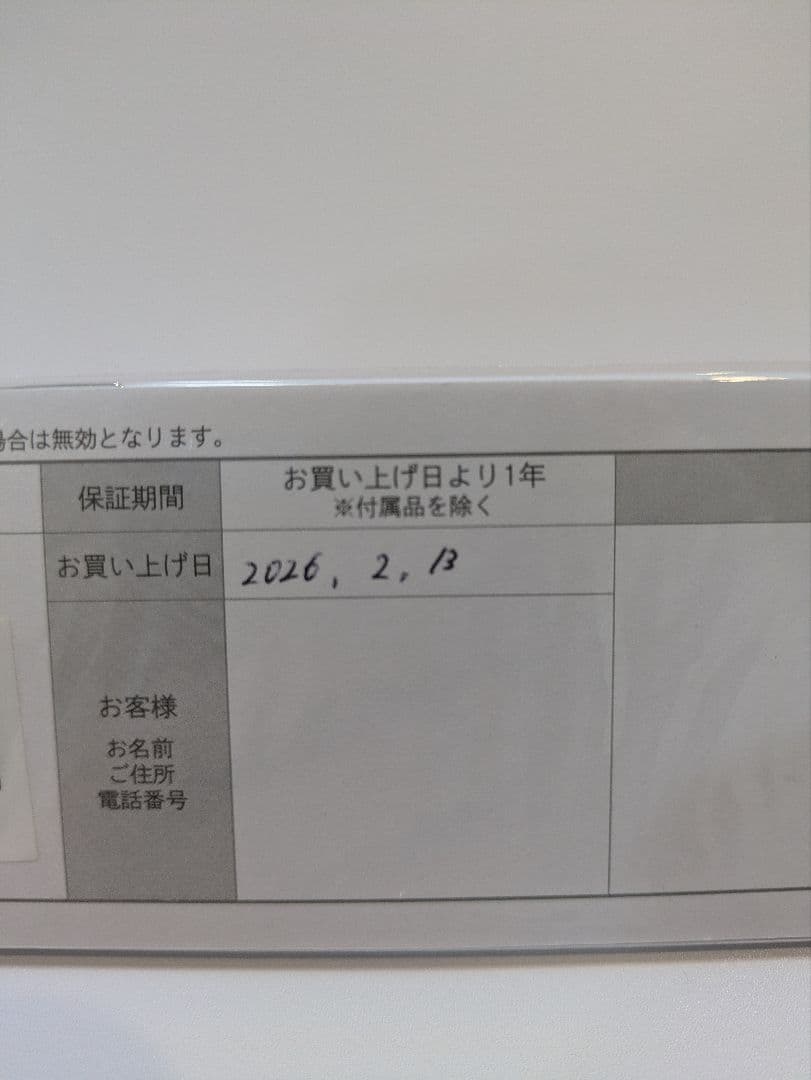 場合は無効となります。
保証期間
お買い上げ日より1年
※付属品を除く
お買い上げ日
2026, 2, 13
お客様
お名前
ご住所
電話番号